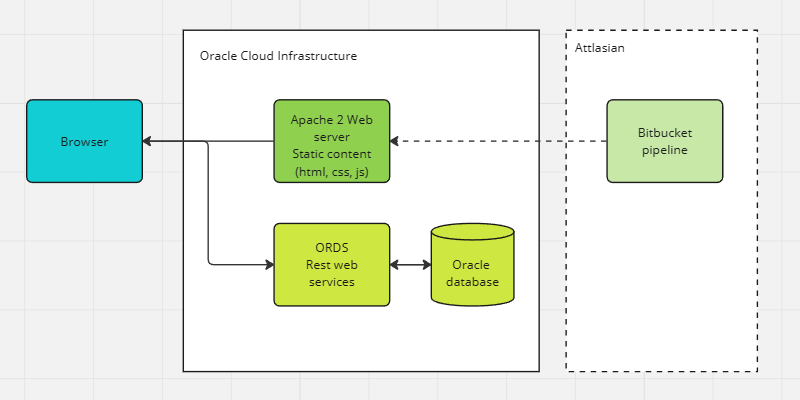 Oracle Cloud Infrastructure
Attlasian
Browser
Apache 2 Web
server
Static content
(html, css, js)
Bitbucket
pipeline
ORDS
Rest web
services
Oracle
database